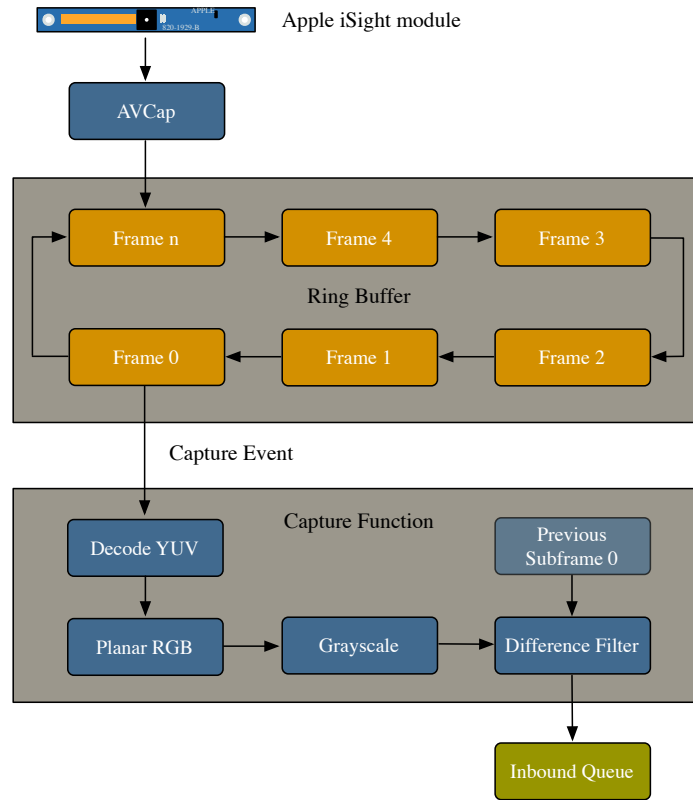 APPLE
820-1929-B
Apple iSight module
AVCap
Frame n
Frame 4
Frame 3
Ring Buffer
Frame 0
Frame 1
Frame 2
Capture Event
Capture Function
Decode YUV
Previous
Subframe 0
Planar RGB
Grayscale
Difference Filter
Inbound Queue